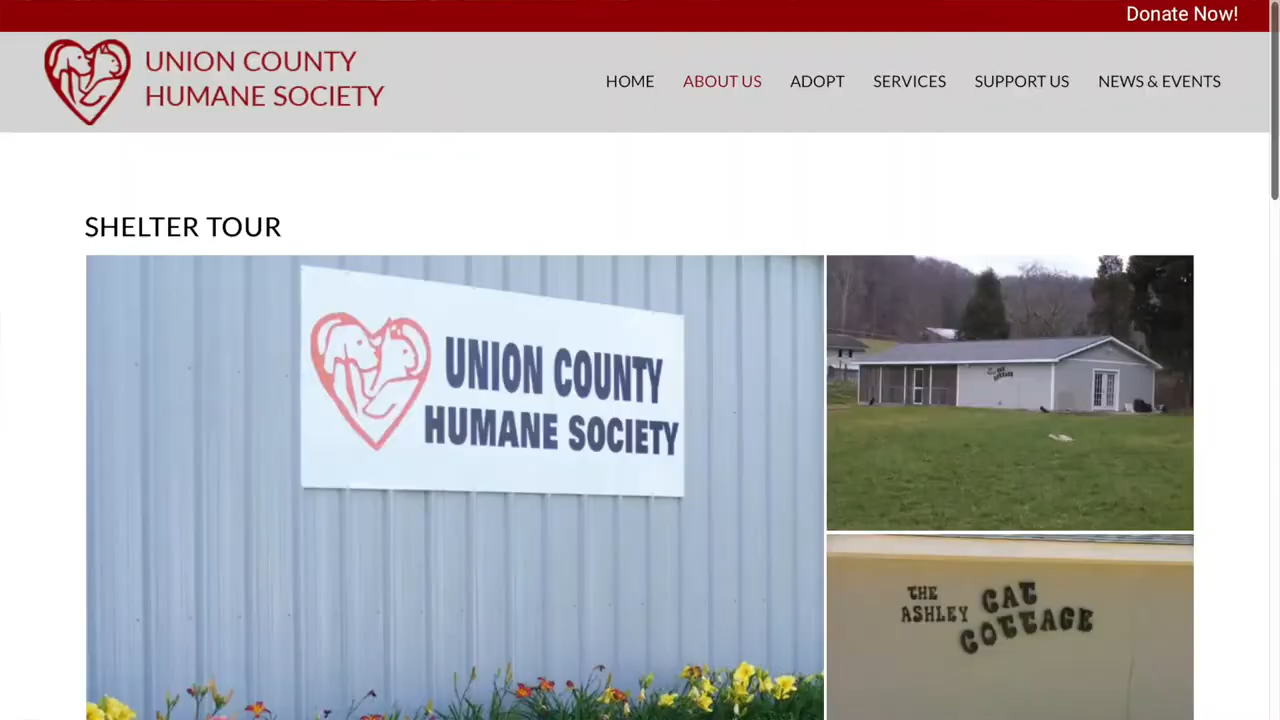 Donate Now!
UNION COUNTY
HUMANE SOCIETY
HOME ABOUT US ADOPT SERVICES SUPPORT US NEWS & EVENTS
SHELTER TOUR
UNION COUNTY
HUMANE SOCIETY
THE
ASHLEY
CAT
COTTAGE